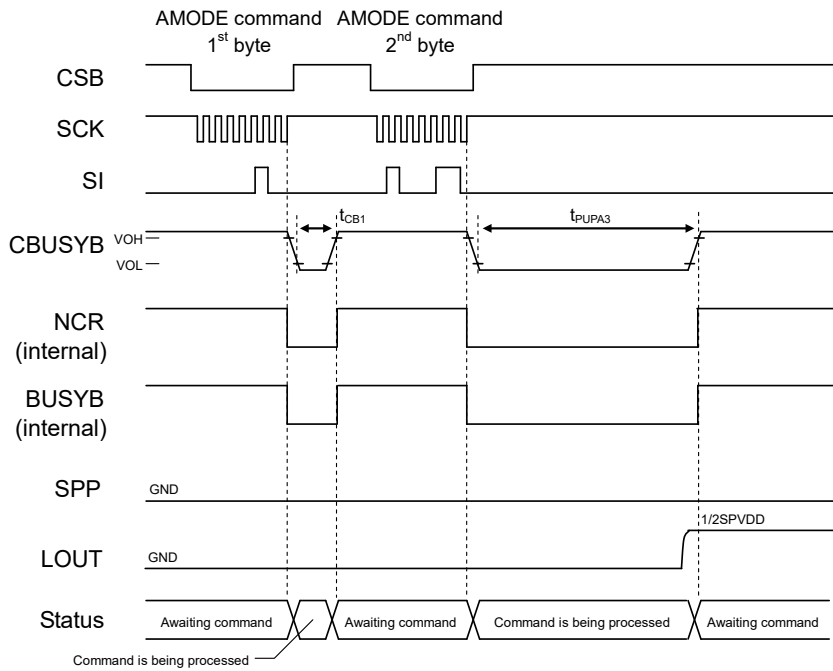 AMODE command AMODE command
1st byte 2nd byte
CSB
SCK
SI
tCB1 tPUPA3
CBUSYB VOH
VOL
NCR
(internal)
BUSYB
(internal)
SPP GND
1/2SPVDD
LOUT GND
Status Awaiting command Awaiting command Command is being processed Awaiting command
Command is being processed